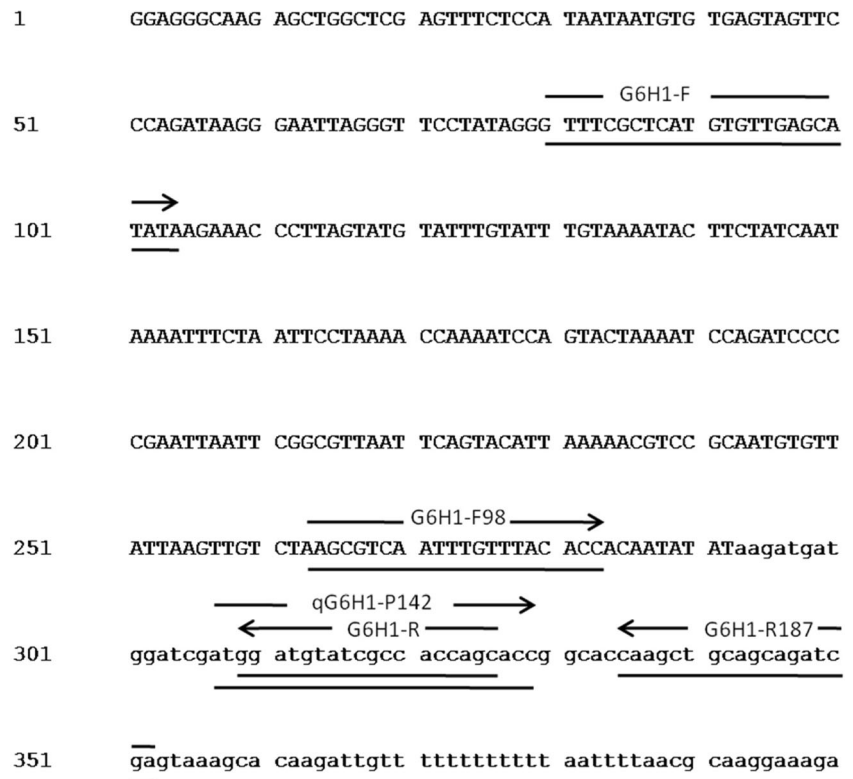 1 GGAGGGCAAG AGCTGGCTCG AGTTTCTCCA TAATAATGTG TGAGTAGTTC
G6H1-F
51 CCAGATAAGG GAATTAGGGT TCCTATAGGG TTTCGCTCAT GTGTTGAGCA
101 TATAAGAAAC CCTTAGTATG TATTTGTATT TGTAAAATAC TTCTATCAAT
151 AAAATTTCTA ATTCCTAAAA CCAAAATCCA GTACTAAAAT CCAGATCCCC
201 CGAATTAATT CGGCGTTAAT TCAGTACATT AAAAACGTCC GCAATGTGTT
G6H1-F98
251 ATTAAGTTGT CTAAGCGTCA ATTTGTTTAC ACCACAATAT ATaagatgat
qG6H1-P142
G6H1-R G6H1-R187
301 ggatcgatgg atgtatcgcc accagcaccg gcaccaagct gcagcagatc
351 gagtaaagca caagattgtt tttttttttt aattttaacg caaggaaaga